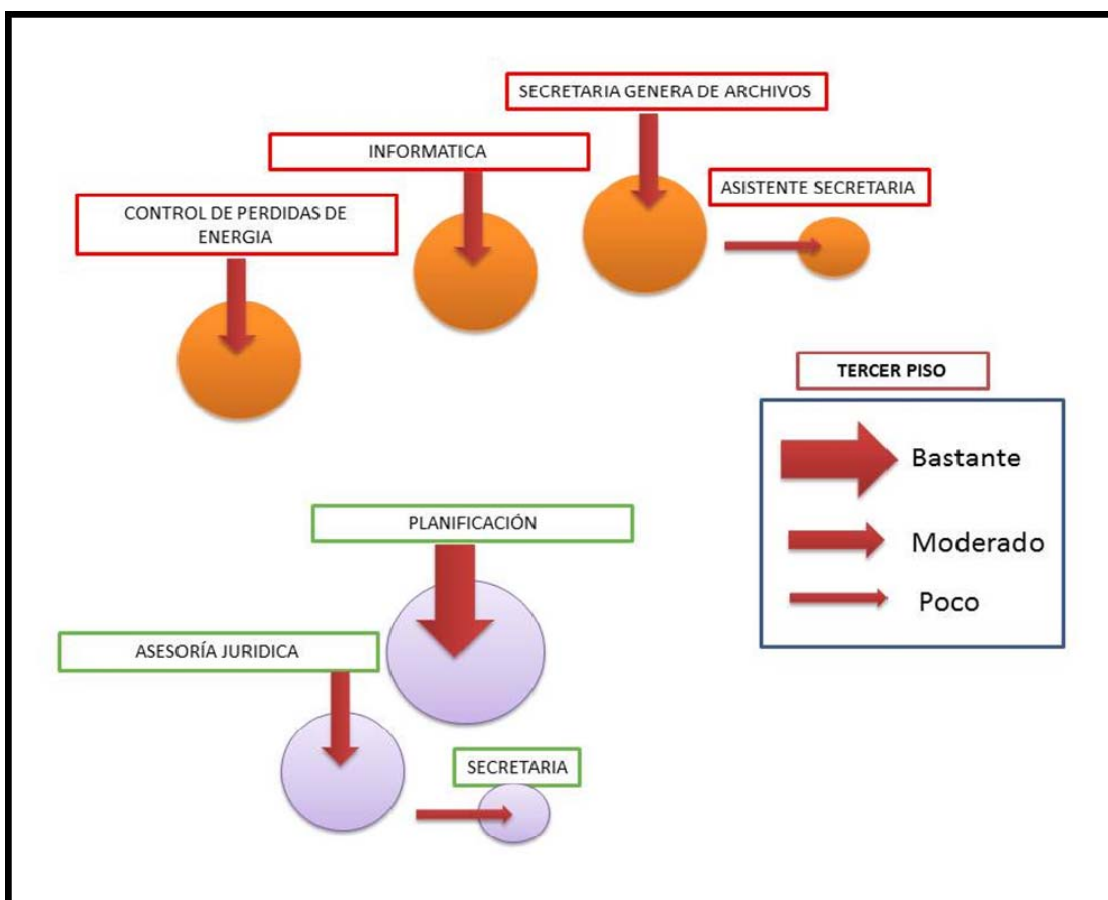 SECRETARIA GENERA DE ARCHIVOS
INFORMATICA
ASISTENTE SECRETARIA
CONTROL DE PERDIDAS DE
ENERGIA
TERCER PISO
Bastante
Moderado
Poco
PLANIFICACIÓN
ASESORÍA JURIDICA
SECRETARIA